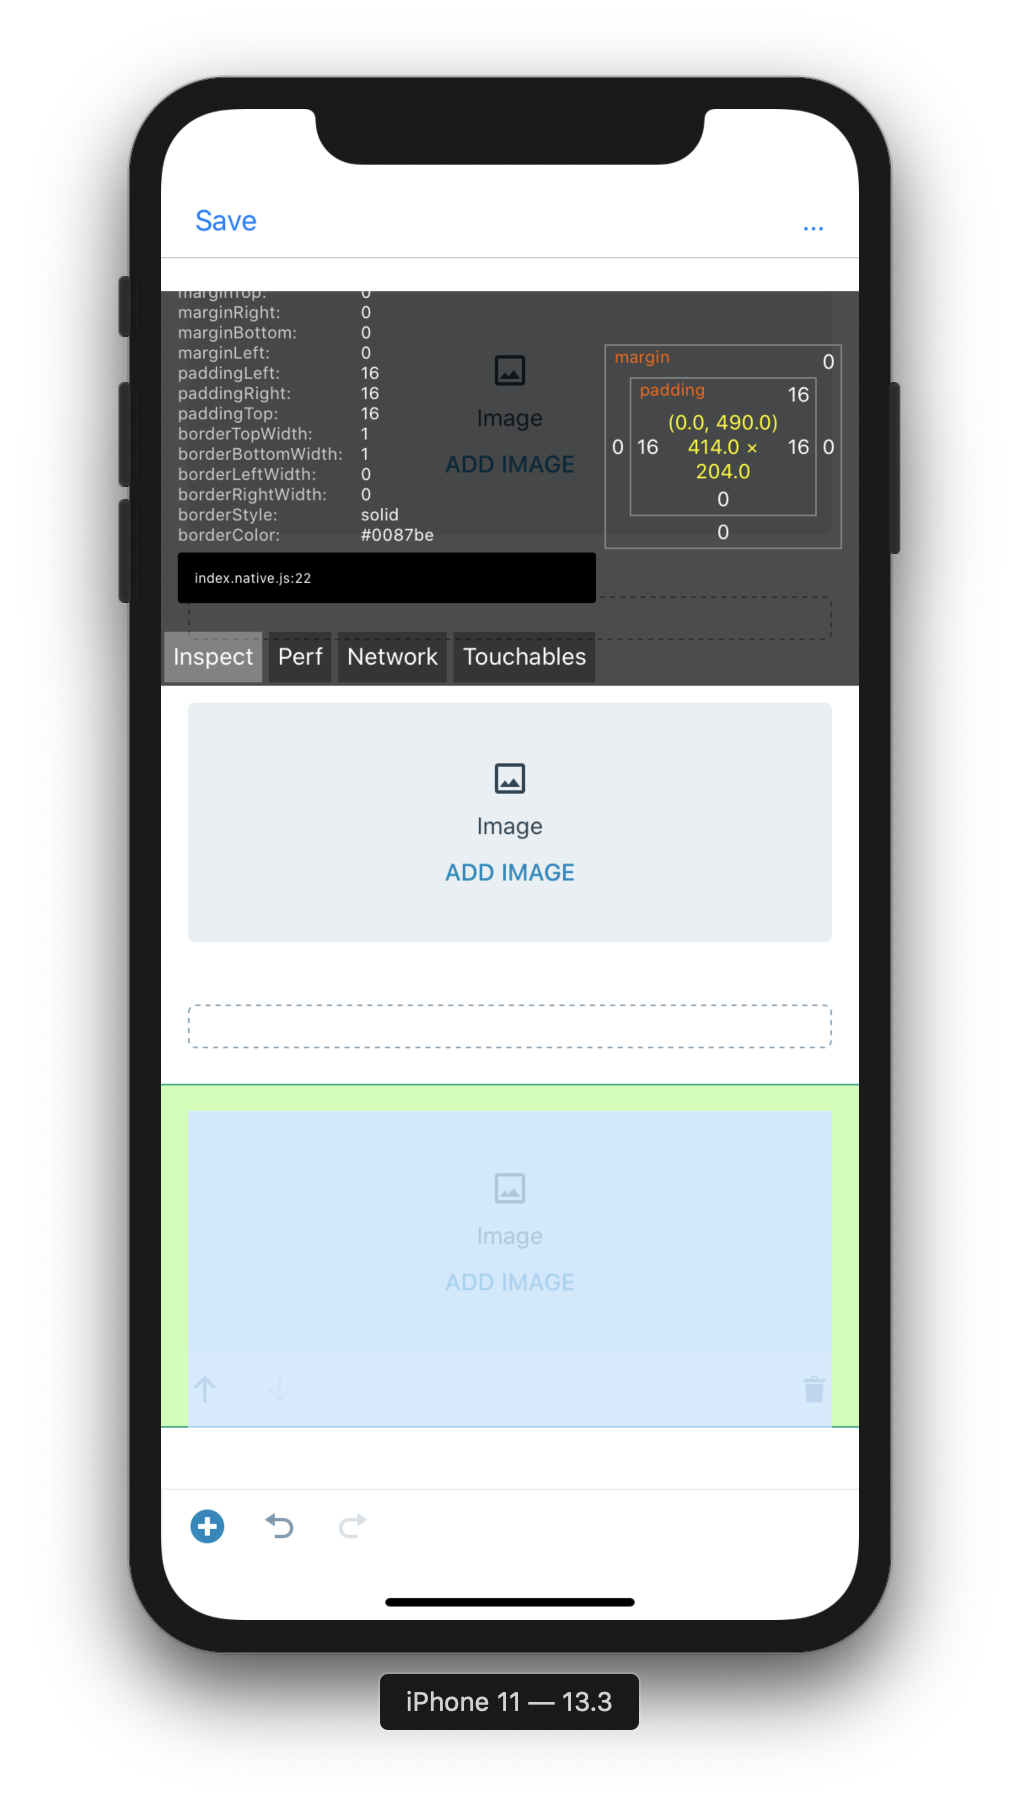 Save
...
marginTop: 0
marginRight: 0
marginBottom: 0
marginLeft: 0
paddingLeft: 16
paddingRight: 16
paddingTop: 16
borderTopWidth: 1
borderBottomWidth: 1
borderLeftWidth: 0
borderRightWidth: 0
borderStyle: solid
borderColor: #0087be
index.native.js:22
Image
ADD IMAGE
margin 0
padding 16
(0.0, 490.0)
0 16 414.0 × 16 0
204.0
0
0
Inspect Perf Network Touchables
Image
ADD IMAGE
Image
ADD IMAGE
iPhone 11 — 13.3